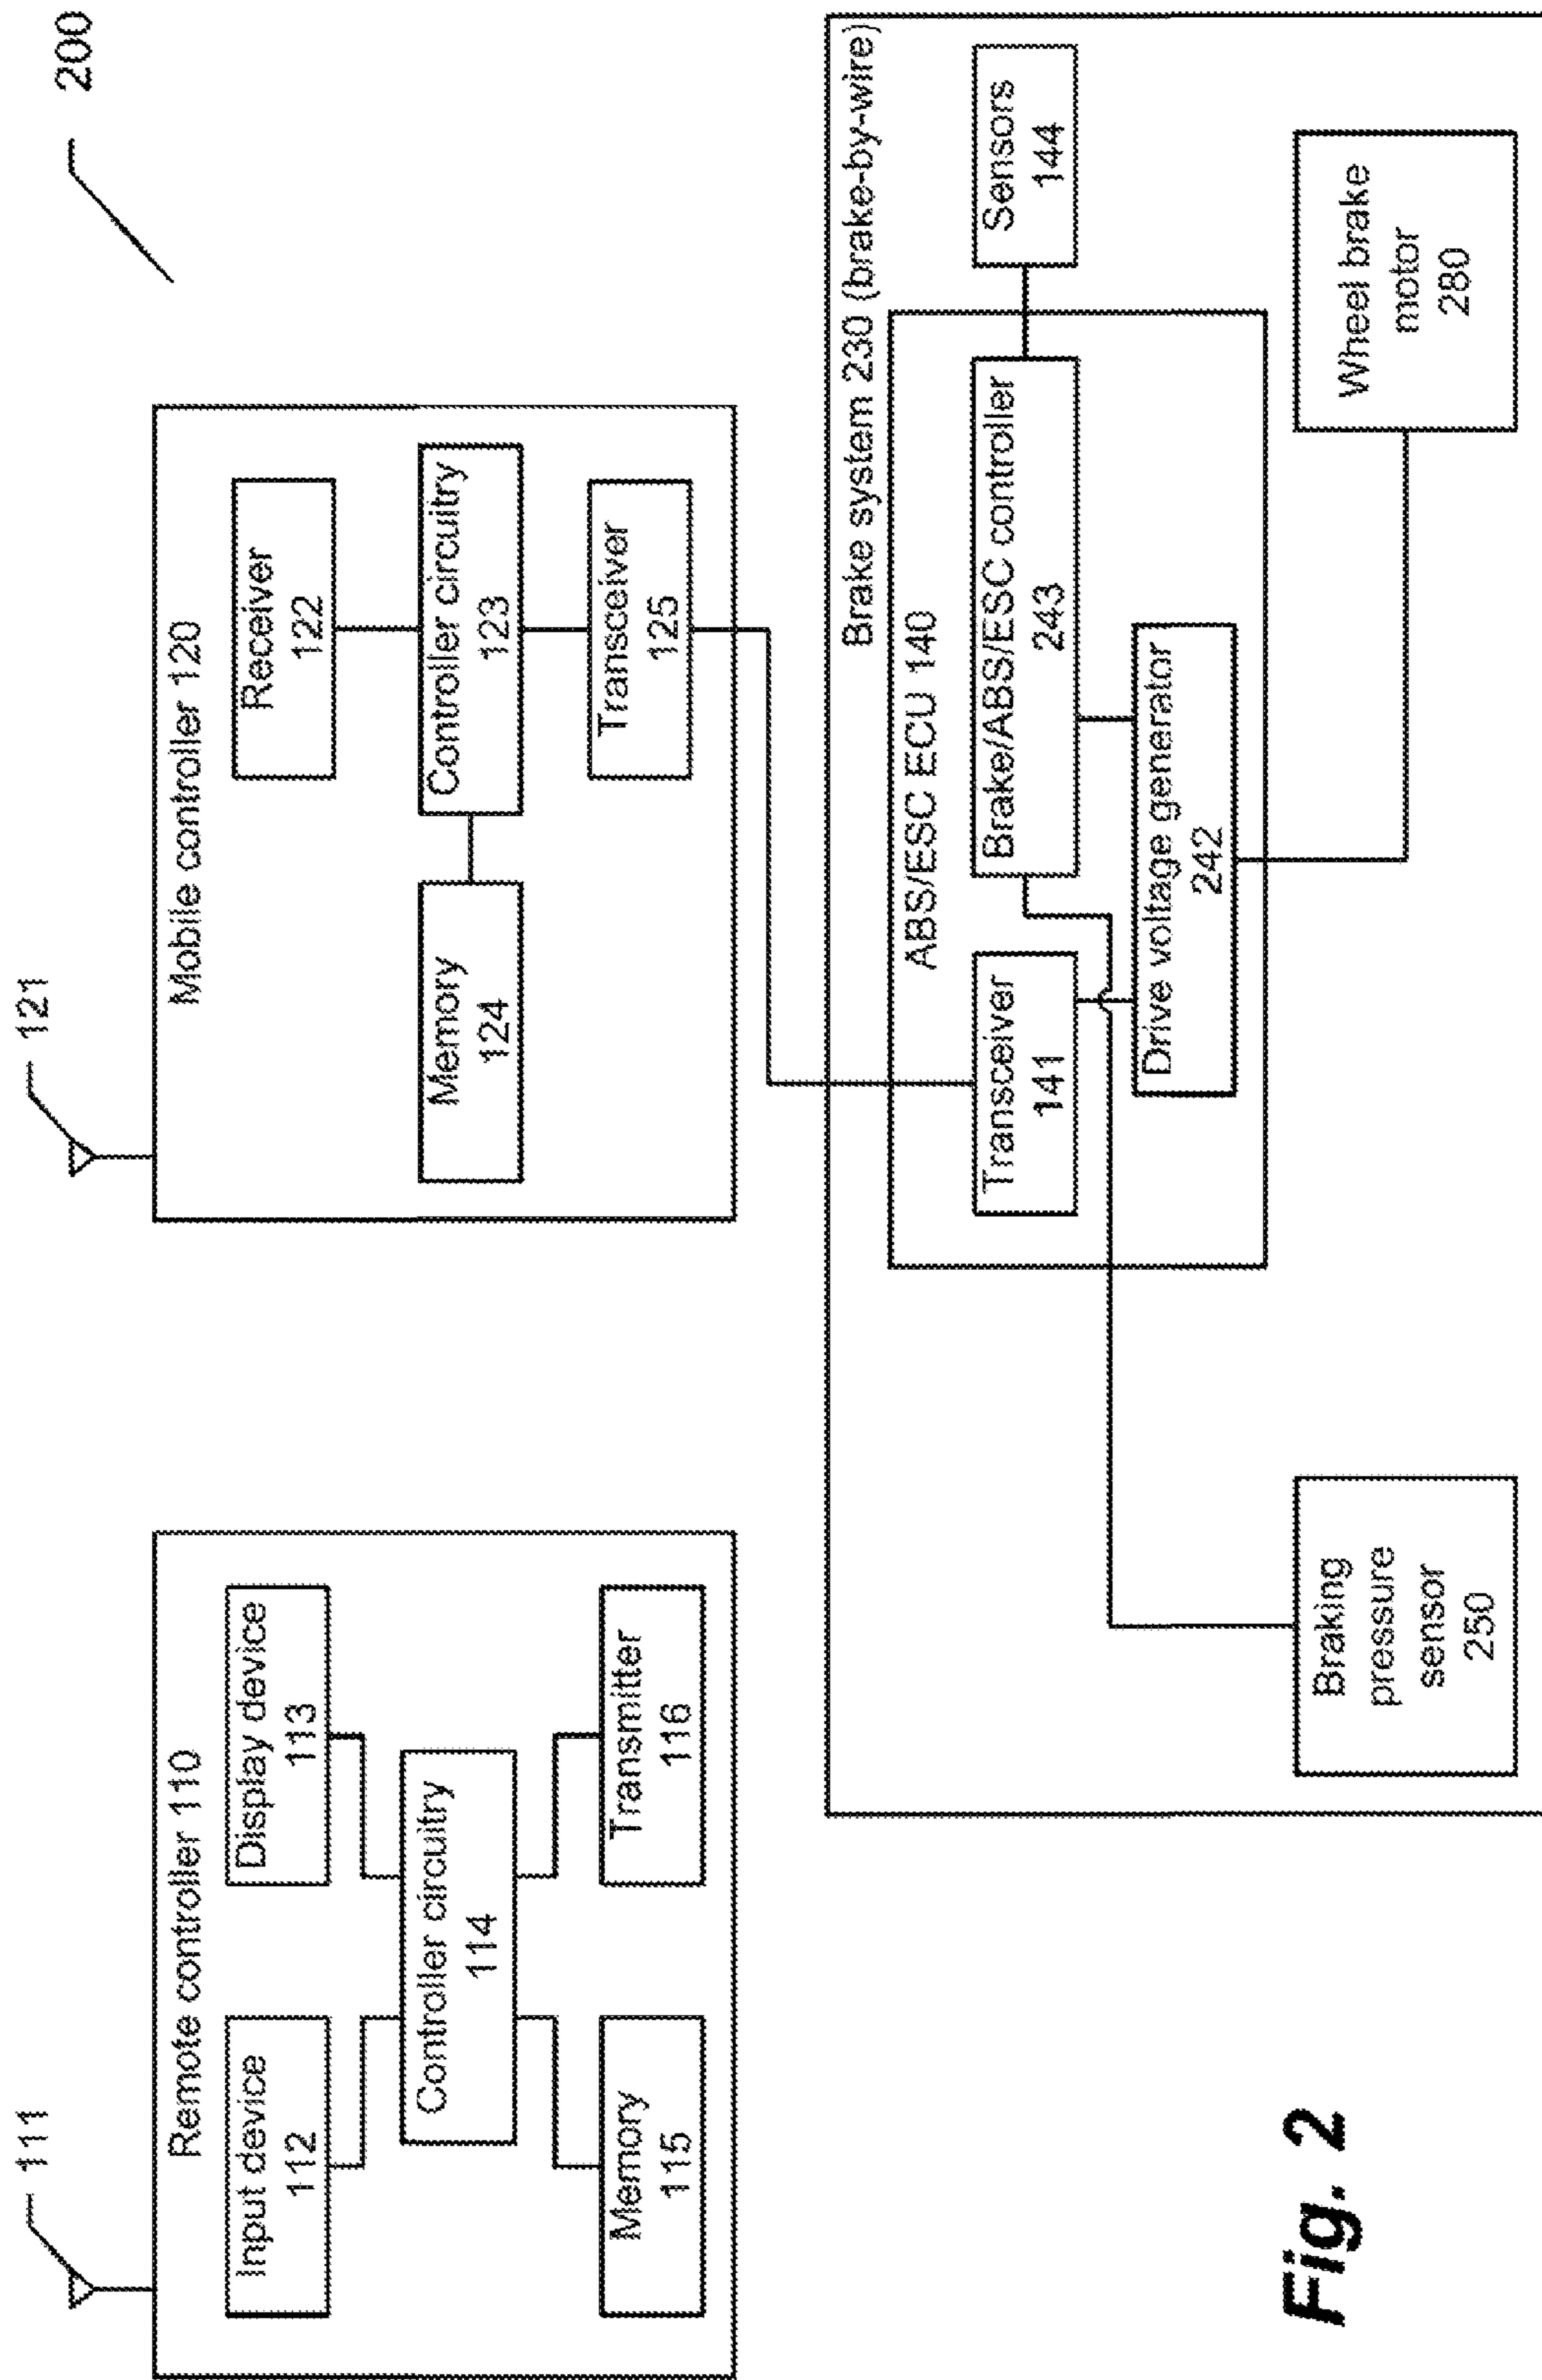 200
111
Remote controller 110
Input device
112
Display device
113
Controller circuitry
114
Memory
115
Transmitter
116
121
Mobile controller 120
Receiver
122
Memory
124
Controller circuitry
123
Transceiver
125
Brake system 230 (brake-by-wire)
ABS/ESC ECU 140
Transceiver
141
Brake/ABS/ESC controller
243
Sensors
144
Drive voltage generator
242
Braking
pressure
sensor
250
Wheel brake
motor
280
Fig. 2